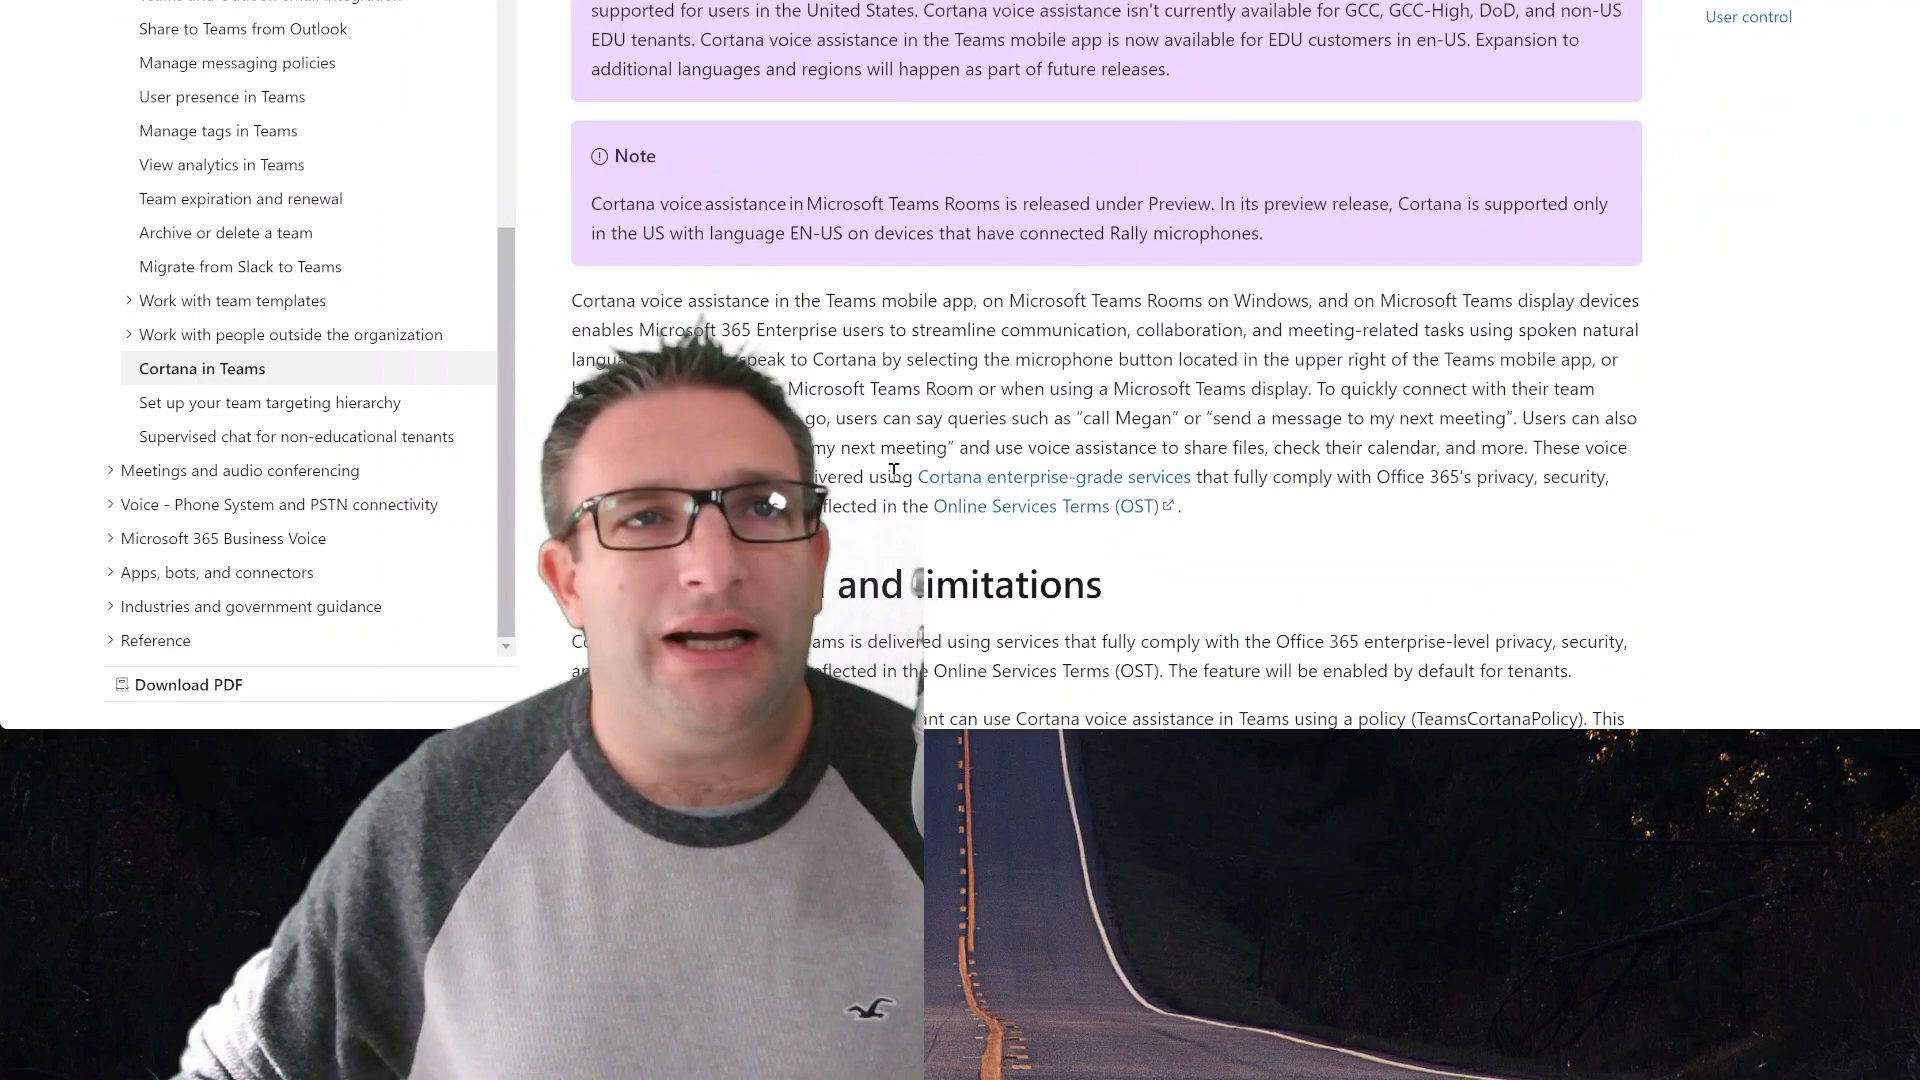 Share to Teams from Outlook
Manage messaging policies
User presence in Teams
Manage tags in Teams
View analytics in Teams
Team expiration and renewal
Archive or delete a team
Migrate from Slack to Teams
Work with team templates
Work with people outside the organization
Cortana in Teams
Set up your team targeting hierarchy
Supervised chat for non-educational tenants
Meetings and audio conferencing
Voice - Phone System and PSTN connectivity
Microsoft 365 Business Voice
Apps, bots, and connectors
Industries and government guidance
Reference
Download PDF
supported for users in the United States. Cortana voice assistance isn't currently available for GCC, GCC-High, DoD, and non-US
EDU tenants. Cortana voice assistance in the Teams mobile app is now available for EDU customers in en-US. Expansion to
additional languages and regions will happen as part of future releases.
Note
Cortana voice assistance in Microsoft Teams Rooms is released under Preview. In its preview release, Cortana is supported only
in the US with language EN-US on devices that have connected Rally microphones.
Cortana voice assistance in the Teams mobile app, on Microsoft Teams Rooms on Windows, and on Microsoft Teams display devices
enables Microsoft 365 Enterprise users to streamline communication, collaboration, and meeting-related tasks using spoken natural
speak to Cortana by selecting the microphone button located in the upper right of the Teams mobile app, or
Microsoft Teams Room or when using a Microsoft Teams display. To quickly connect with their team
go, users can say queries such as “call Megan” or “send a message to my next meeting”. Users can also
my next meeting” and use voice assistance to share files, check their calendar, and more. These voice
using Cortana enterprise-grade services that fully comply with Office 365's privacy, security,
in the Online Services Terms (OST).
and limitations
is delivered using services that fully comply with the Office 365 enterprise-level privacy, security,
in the Online Services Terms (OST). The feature will be enabled by default for tenants.
can use Cortana voice assistance in Teams using a policy (TeamsCortanaPolicy). This
User control